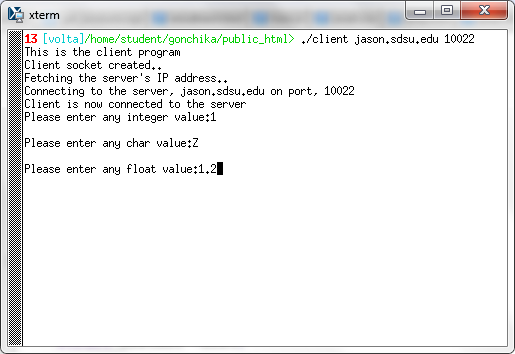 xterm
13 [volta]/home/student/gonchika/public_html> ./client jason.sdsu.edu 10022
This is the client program
Client socket created..
Fetching the server's IP address..
Connecting to the server, jason.sdsu.edu on port, 10022
Client is now connected to the server
Please enter any integer value:1
Please enter any char value:Z
Please enter any float value:1.2